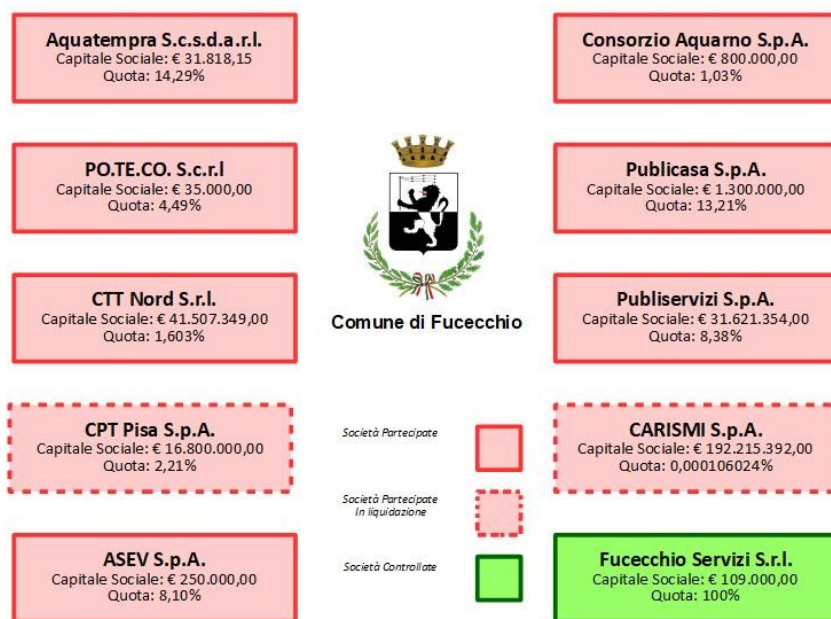 Aquatempra S.c.s.d.a.r.l.
Capitale Sociale: € 31.818,15
Quota: 14,29%
Consorzio Aquarno S.p.A.
Capitale Sociale: € 800.000,00
Quota: 1,03%
PO.TE.CO. S.c.r.l
Capitale Sociale: € 35.000,00
Quota: 4,49%
Publicasa S.p.A.
Capitale Sociale: € 1.300.000,00
Quota: 13,21%
CTT Nord S.r.l.
Capitale Sociale: € 41.507.349,00
Quota: 1,603%
Comune di Fucecchio
Publiservizi S.p.A.
Capitale Sociale: € 31.621.354,00
Quota: 8,38%
CPT Pisa S.p.A.
Capitale Sociale: € 16.800.000,00
Quota: 2,21%
Società Partecipate
Società Partecipate
In liquidazione
Società Controllate
CARISMI S.p.A.
Capitale Sociale: € 192.215.392,00
Quota: 0,000106024%
ASEV S.p.A.
Capitale Sociale: € 250.000,00
Quota: 8,10%
Fucecchio Servizi S.r.l.
Capitale Sociale: € 109.000,00
Quota: 100%